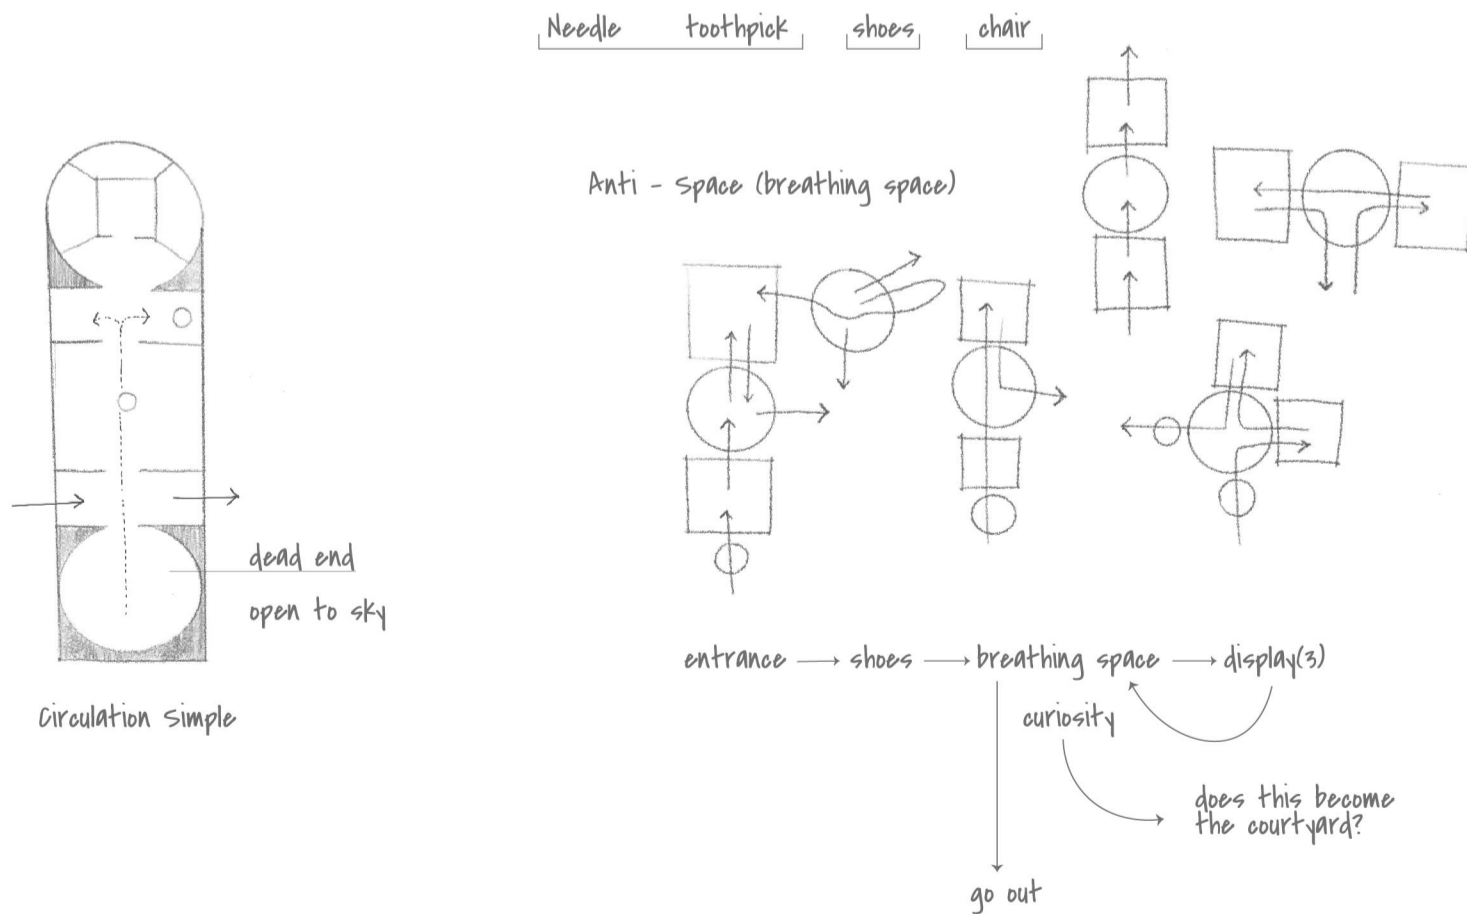 Needle toothpick shoes chair
Anti - Space (breathing space)
dead end
open to sky
Circulation Simple
entrance → shoes → breathing space → display(3)
curiosity
does this become
the courtyard?
go out